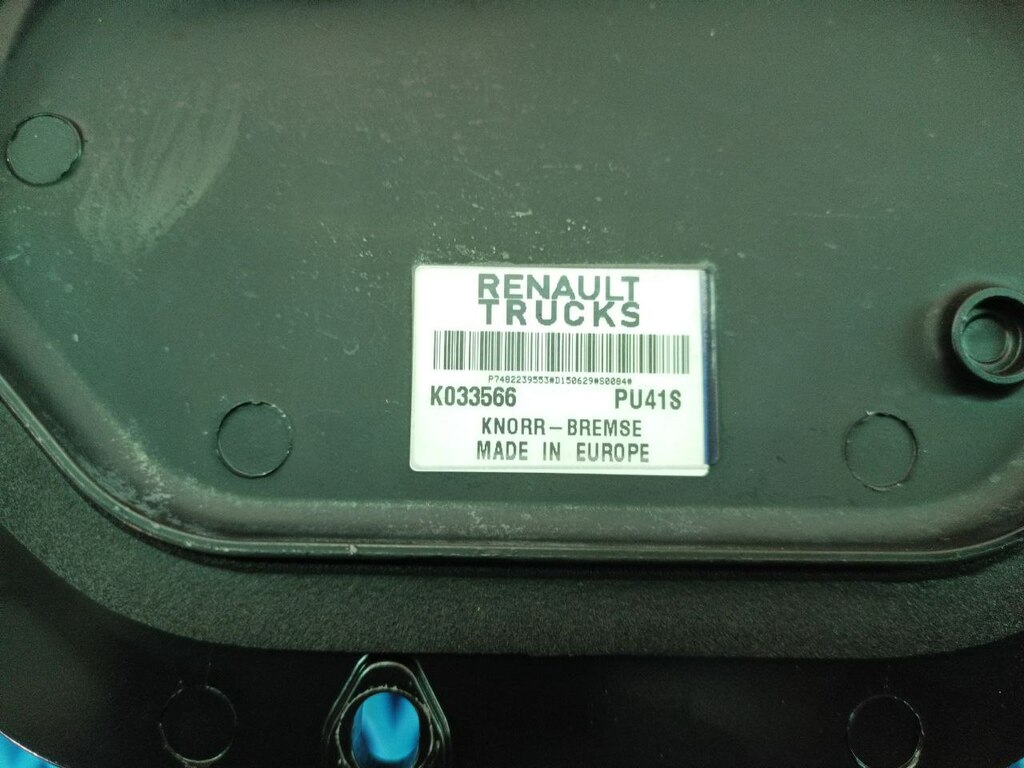 RENAULT
TRUCKS
P7482239553#D150629#S0084#
K033566 PU41S
KNORR-BREMSE
MADE IN EUROPE